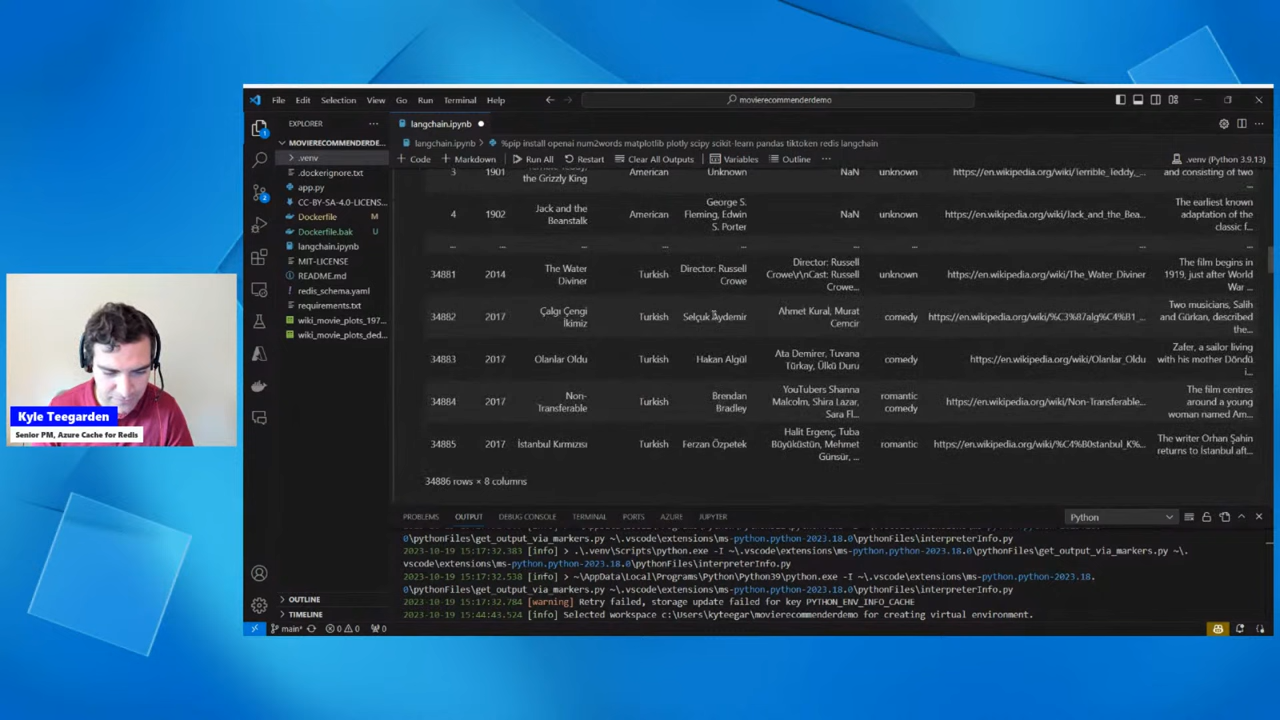 File Edit Selection View Go Run Terminal Help
movierecommenderdemo
EXPLORER
MOVIERECOMMENDERDE...
.venv
.dockerignore.txt
app.py
CC-BY-SA-4.0-LICENS...
Dockerfile M
Dockerfile.bak U
langchain.ipynb
MIT-LICENSE
README.md
redis_schema.yaml
requirements.txt
wiki_movie_plots_197...
wiki_movie_plots_ded...
OUTLINE
TIMELINE
langchain.ipynb
langchain.ipynb > %pip install openai num2words matplotlib plotly scipy scikit-learn pandas tiktoken redis langchain
+ Code + Markdown Run All Restart Clear All Outputs Variables Outline ... .venv (Python 3.9.13)
3 1901 the Grizzly King American Unknown NaN unknown https://en.wikipedia.org/wiki/Terrible_Teddy,_... and consisting of two
...
4 1902 Jack and the Beanstalk American George S. Fleming, Edwin S. Porter NaN unknown https://en.wikipedia.org/wiki/Jack_and_the_Bea... The earliest known adaptation of the classic f...
... ... ... ... ... ... ... ... ...
34881 2014 The Water Diviner Turkish Director: Russell Crowe Director: Russell Crowe\r\nCast: Russell Crowe... unknown https://en.wikipedia.org/wiki/The_Water_Diviner The film begins in 1919, just after World War ...
34882 2017 Çalgı Çengi İkimiz Turkish Selçuk Aydemir Ahmet Kural, Murat Cemcir comedy https://en.wikipedia.org/wiki/%C3%87alg%C4%B1_... Two musicians, Salih and Gürkan, described the...
34883 2017 Olanlar Oldu Turkish Hakan Algül Ata Demirer, Tuvana Türkay, Ülkü Duru comedy https://en.wikipedia.org/wiki/Olanlar_Oldu Zafer, a sailor living with his mother Döndü i...
34884 2017 Non-Transferable Turkish Brendan Bradley YouTubers Shanna Malcolm, Shira Lazar, Sara Fl... romantic comedy https://en.wikipedia.org/wiki/Non-Transferable_... The film centres around a young woman named Am...
34885 2017 İstanbul Kırmızısı Turkish Ferzan Özpetek Halit Ergenç, Tuba Büyüküstün, Mehmet Günsür, ... romantic https://en.wikipedia.org/wiki/%C4%B0stanbul_K%... The writer Orhan Şahin returns to İstanbul aft...
34886 rows × 8 columns
PROBLEMS OUTPUT DEBUG CONSOLE TERMINAL PORTS AZURE JUPYTER
Python
0\pythonFiles\get_output_via_markers.py ~\.vscode\extensions\ms-python.python-2023.18.0\pythonFiles\interpreterInfo.py
2023-10-19 15:17:32.383 [info] > .\.venv\Scripts\python.exe -I ~\.vscode\extensions\ms-python.python-2023.18.0\pythonFiles\get_output_via_markers.py ~\.
vscode\extensions\ms-python.python-2023.18.0\pythonFiles\interpreterInfo.py
2023-10-19 15:17:32.538 [info] > ~\AppData\Local\Programs\Python\Python39\python.exe -I ~\.vscode\extensions\ms-python.python-2023.18.
0\pythonFiles\get_output_via_markers.py ~\.vscode\extensions\ms-python.python-2023.18.0\pythonFiles\interpreterInfo.py
2023-10-19 15:17:32.784 [warning] Retry failed, storage update failed for key PYTHON_ENV_INFO_CACHE
2023-10-19 15:44:43.524 [info] Selected workspace c:\Users\kyteegar\movierecommenderdemo for creating virtual environment.
main* 0 0 0
Kyle Teegarden
Senior PM, Azure Cache for Redis